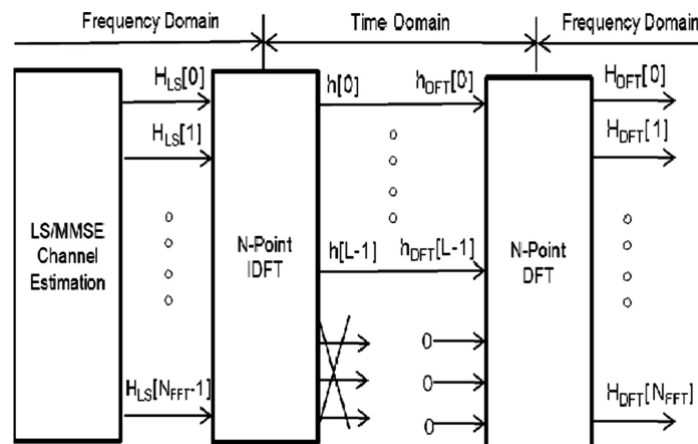 Frequency Domain
Time Domain
Frequency Domain
H_LS[0]
h[0]
h_DFT[0]
H_DFT[0]
H_LS[1]
H_DFT[1]
LS/MMSE
Channel
Estimation
N-Point
IDFT
h[L-1]
h_DFT[L-1]
N-Point
DFT
0
0
0
H_LS[N_FFT-1]
H_DFT[N_FFT]